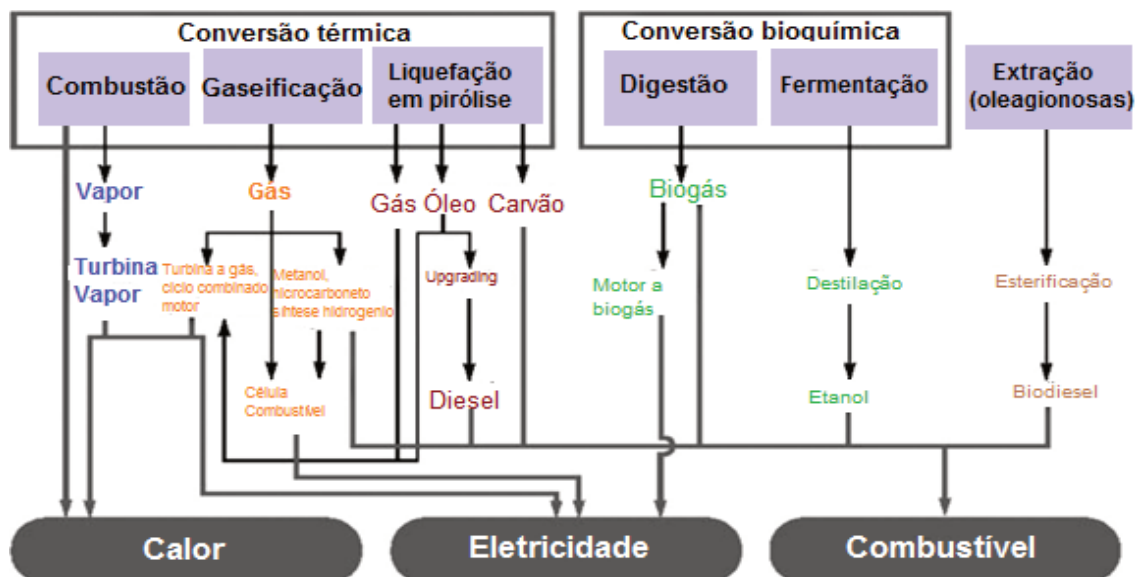 Conversão térmica
Conversão bioquímica
Combustão
Gaseificação
Liquefação
em pirólise
Digestão
Fermentação
Extração
(oleagionosas)
Vapor
Gás
Gás
Óleo
Carvão
Biogás
Turbina
Vapor
Turbina a gás,
ciclo combinado
motor
Metanol,
hicrocarboneto
síntese hidrogenio
Upgrading
Motor a
biogás
Destilação
Esterificação
Célula
Combustível
Diesel
Etanol
Biodiesel
Calor
Eletricidade
Combustível